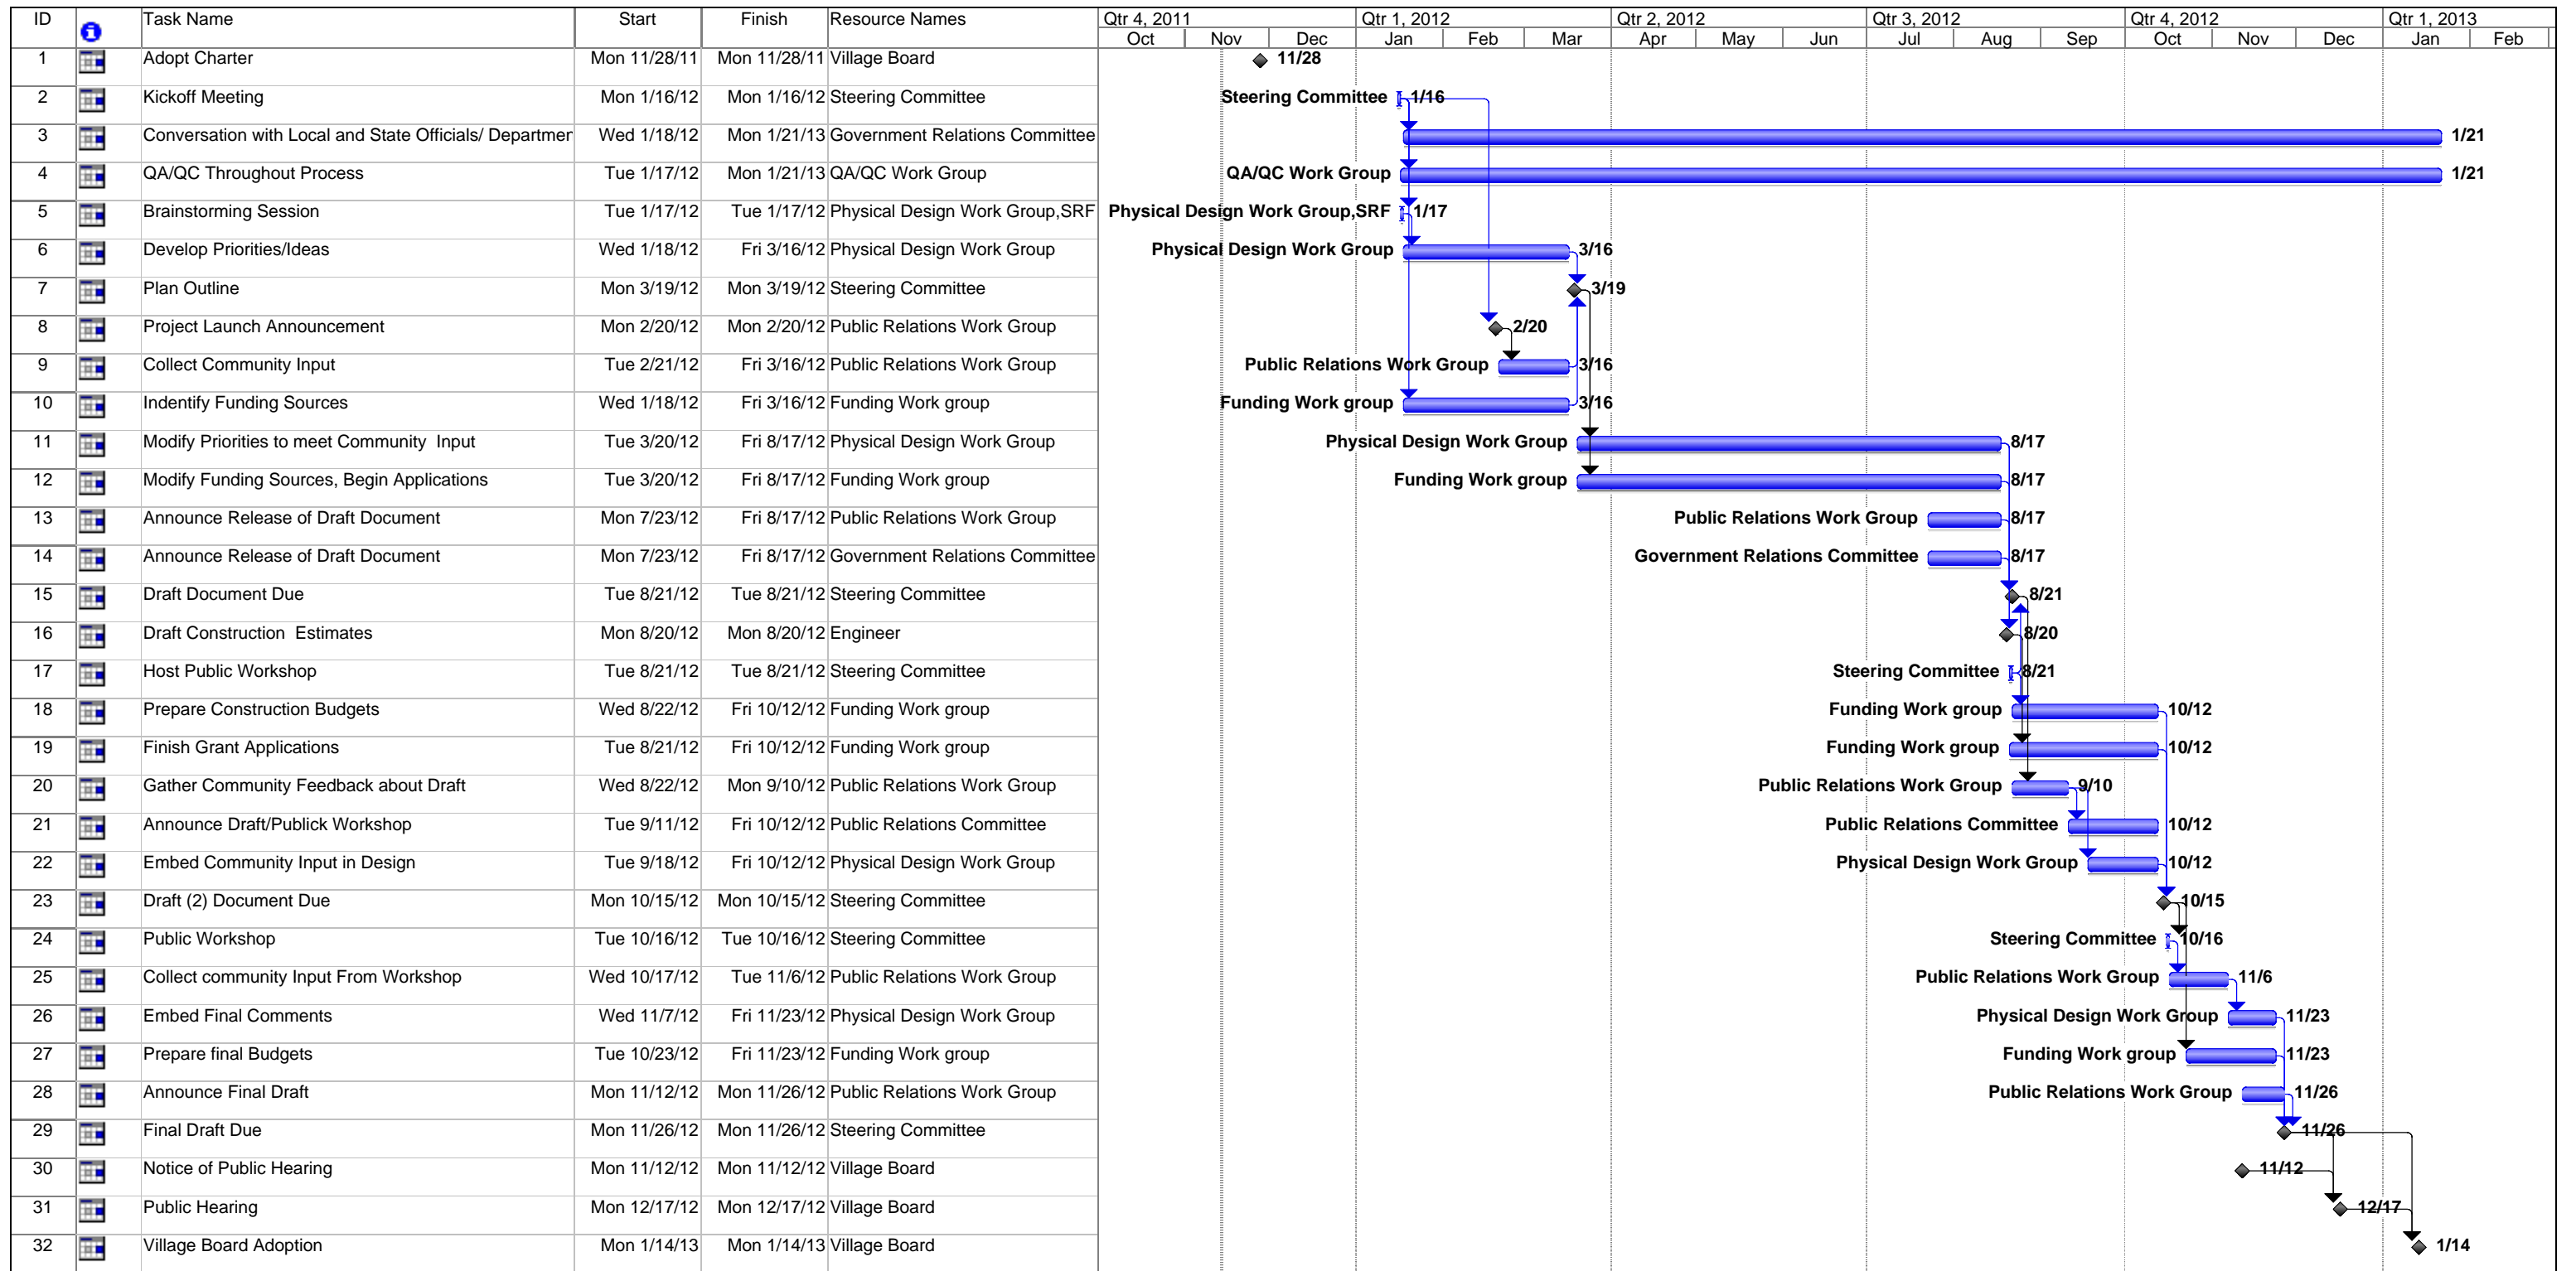 ID Task Name Start Finish Resource Names Qtr 4, 2011 Qtr 1, 2012 Qtr 2, 2012 Qtr 3, 2012 Qtr 4, 2012 Qtr 1, 2013
Oct Nov Dec Jan Feb Mar Apr May Jun Jul Aug Sep Oct Nov Dec Jan Feb
1 Adopt Charter Mon 11/28/11 Mon 11/28/11 Village Board 11/28
2 Kickoff Meeting Mon 1/16/12 Mon 1/16/12 Steering Committee Steering Committee 1/16
3 Conversation with Local and State Officials/ Departmen Wed 1/18/12 Mon 1/21/13 Government Relations Committee 1/21
4 QA/QC Throughout Process Tue 1/17/12 Mon 1/21/13 QA/QC Work Group QA/QC Work Group 1/21
5 Brainstorming Session Tue 1/17/12 Tue 1/17/12 Physical Design Work Group,SRF Physical Design Work Group,SRF 1/17
6 Develop Priorities/Ideas Wed 1/18/12 Fri 3/16/12 Physical Design Work Group Physical Design Work Group 3/16
7 Plan Outline Mon 3/19/12 Mon 3/19/12 Steering Committee 3/19
8 Project Launch Announcement Mon 2/20/12 Mon 2/20/12 Public Relations Work Group 2/20
9 Collect Community Input Tue 2/21/12 Fri 3/16/12 Public Relations Work Group Public Relations Work Group 3/16
10 Indentify Funding Sources Wed 1/18/12 Fri 3/16/12 Funding Work group Funding Work group 3/16
11 Modify Priorities to meet Community Input Tue 3/20/12 Fri 8/17/12 Physical Design Work Group Physical Design Work Group 8/17
12 Modify Funding Sources, Begin Applications Tue 3/20/12 Fri 8/17/12 Funding Work group Funding Work group 8/17
13 Announce Release of Draft Document Mon 7/23/12 Fri 8/17/12 Public Relations Work Group Public Relations Work Group 8/17
14 Announce Release of Draft Document Mon 7/23/12 Fri 8/17/12 Government Relations Committee Government Relations Committee 8/17
15 Draft Document Due Tue 8/21/12 Tue 8/21/12 Steering Committee 8/21
16 Draft Construction Estimates Mon 8/20/12 Mon 8/20/12 Engineer 8/20
17 Host Public Workshop Tue 8/21/12 Tue 8/21/12 Steering Committee Steering Committee 8/21
18 Prepare Construction Budgets Wed 8/22/12 Fri 10/12/12 Funding Work group Funding Work group 10/12
19 Finish Grant Applications Tue 8/21/12 Fri 10/12/12 Funding Work group Funding Work group 10/12
20 Gather Community Feedback about Draft Wed 8/22/12 Mon 9/10/12 Public Relations Work Group Public Relations Work Group 9/10
21 Announce Draft/Publick Workshop Tue 9/11/12 Fri 10/12/12 Public Relations Committee Public Relations Committee 10/12
22 Embed Community Input in Design Tue 9/18/12 Fri 10/12/12 Physical Design Work Group Physical Design Work Group 10/12
23 Draft (2) Document Due Mon 10/15/12 Mon 10/15/12 Steering Committee 10/15
24 Public Workshop Tue 10/16/12 Tue 10/16/12 Steering Committee Steering Committee 10/16
25 Collect community Input From Workshop Wed 10/17/12 Tue 11/6/12 Public Relations Work Group Public Relations Work Group 11/6
26 Embed Final Comments Wed 11/7/12 Fri 11/23/12 Physical Design Work Group Physical Design Work Group 11/23
27 Prepare final Budgets Tue 10/23/12 Fri 11/23/12 Funding Work group Funding Work group 11/23
28 Announce Final Draft Mon 11/12/12 Mon 11/26/12 Public Relations Work Group Public Relations Work Group 11/26
29 Final Draft Due Mon 11/26/12 Mon 11/26/12 Steering Committee 11/26
30 Notice of Public Hearing Mon 11/12/12 Mon 11/12/12 Village Board 11/12
31 Public Hearing Mon 12/17/12 Mon 12/17/12 Village Board 12/17
32 Village Board Adoption Mon 1/14/13 Mon 1/14/13 Village Board 1/14